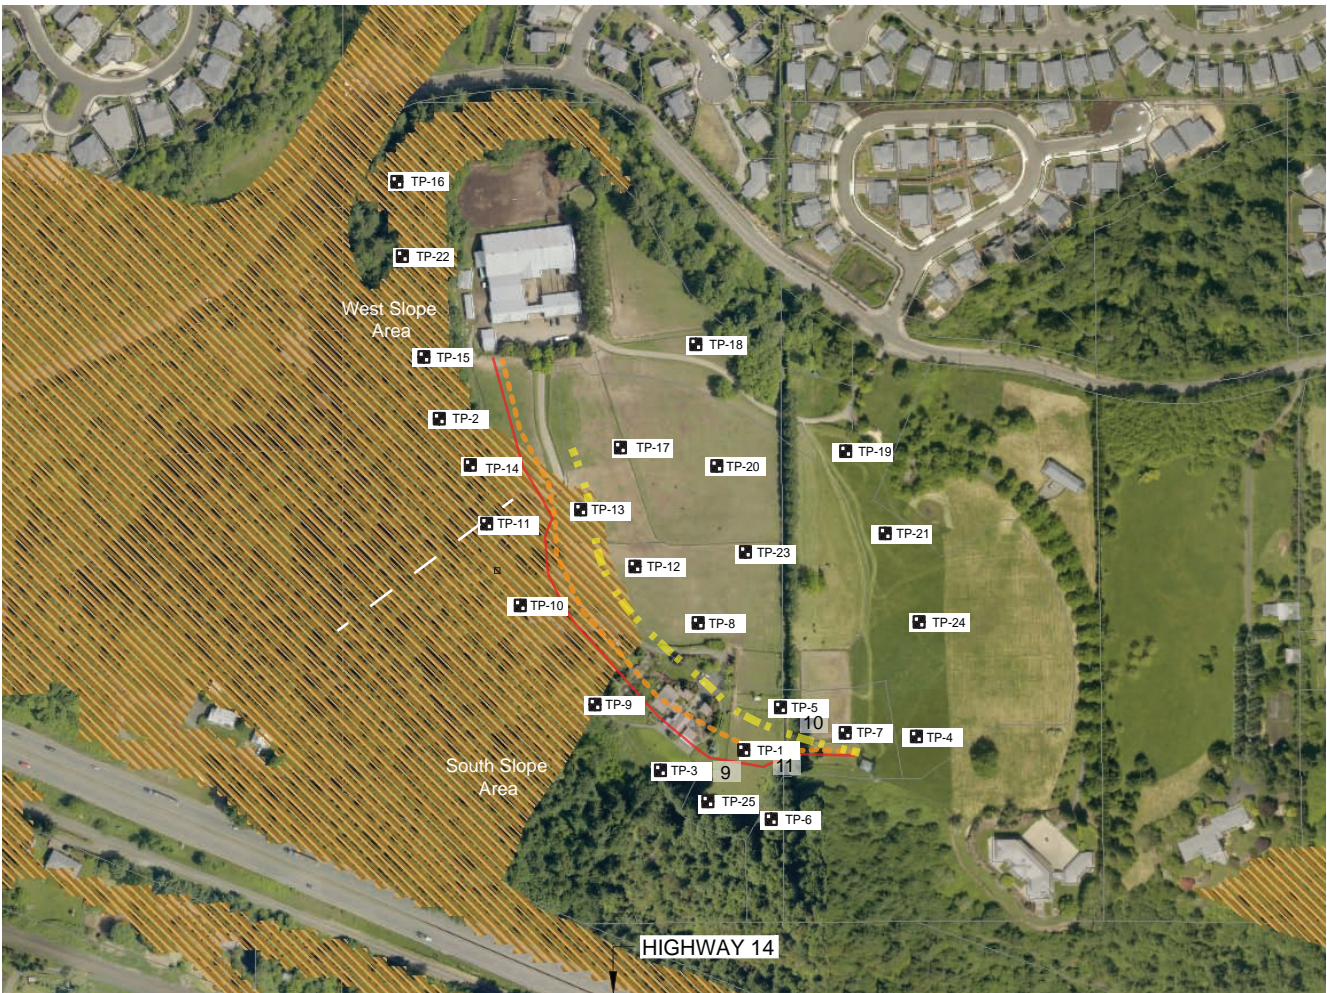 TP-16
TP-22
West Slope
Area
TP-18
TP-15
TP-2
TP-17
TP-19
TP-14
TP-20
TP-13
TP-11
TP-21
TP-23
TP-12
TP-10
TP-8
TP-24
TP-9
TP-5
10
TP-7
TP-4
TP-1
South Slope
Area
TP-3
9
11
TP-25
TP-6
HIGHWAY 14